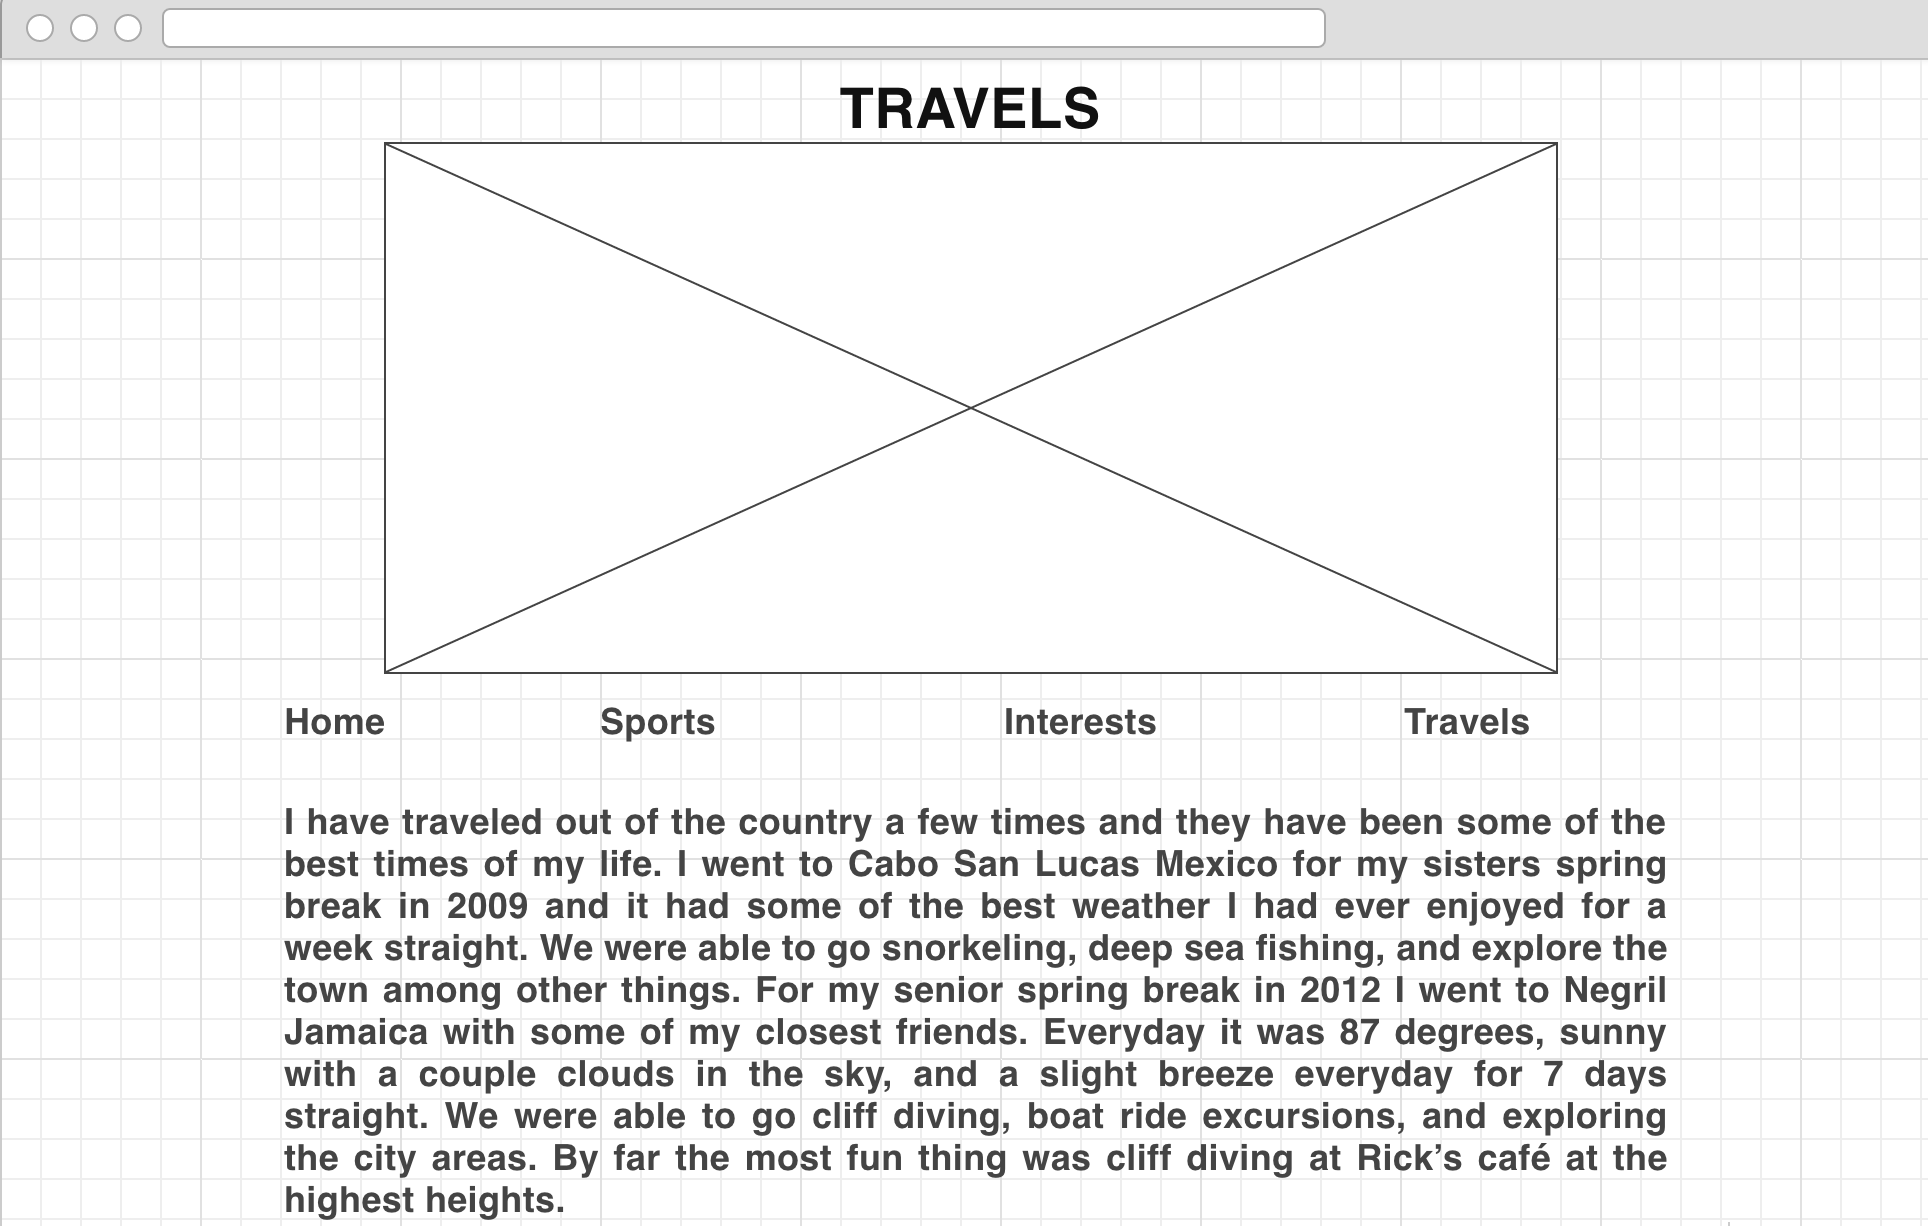 TRAVELS
Home Sports Interests Travels
I have traveled out of the country a few times and they have been some of the
best times of my life. I went to Cabo San Lucas Mexico for my sisters spring
break in 2009 and it had some of the best weather I had ever enjoyed for a
week straight. We were able to go snorkeling, deep sea fishing, and explore the
town among other things. For my senior spring break in 2012 I went to Negril
Jamaica with some of my closest friends. Everyday it was 87 degrees, sunny
with a couple clouds in the sky, and a slight breeze everyday for 7 days
straight. We were able to go cliff diving, boat ride excursions, and exploring
the city areas. By far the most fun thing was cliff diving at Rick’s café at the
highest heights.